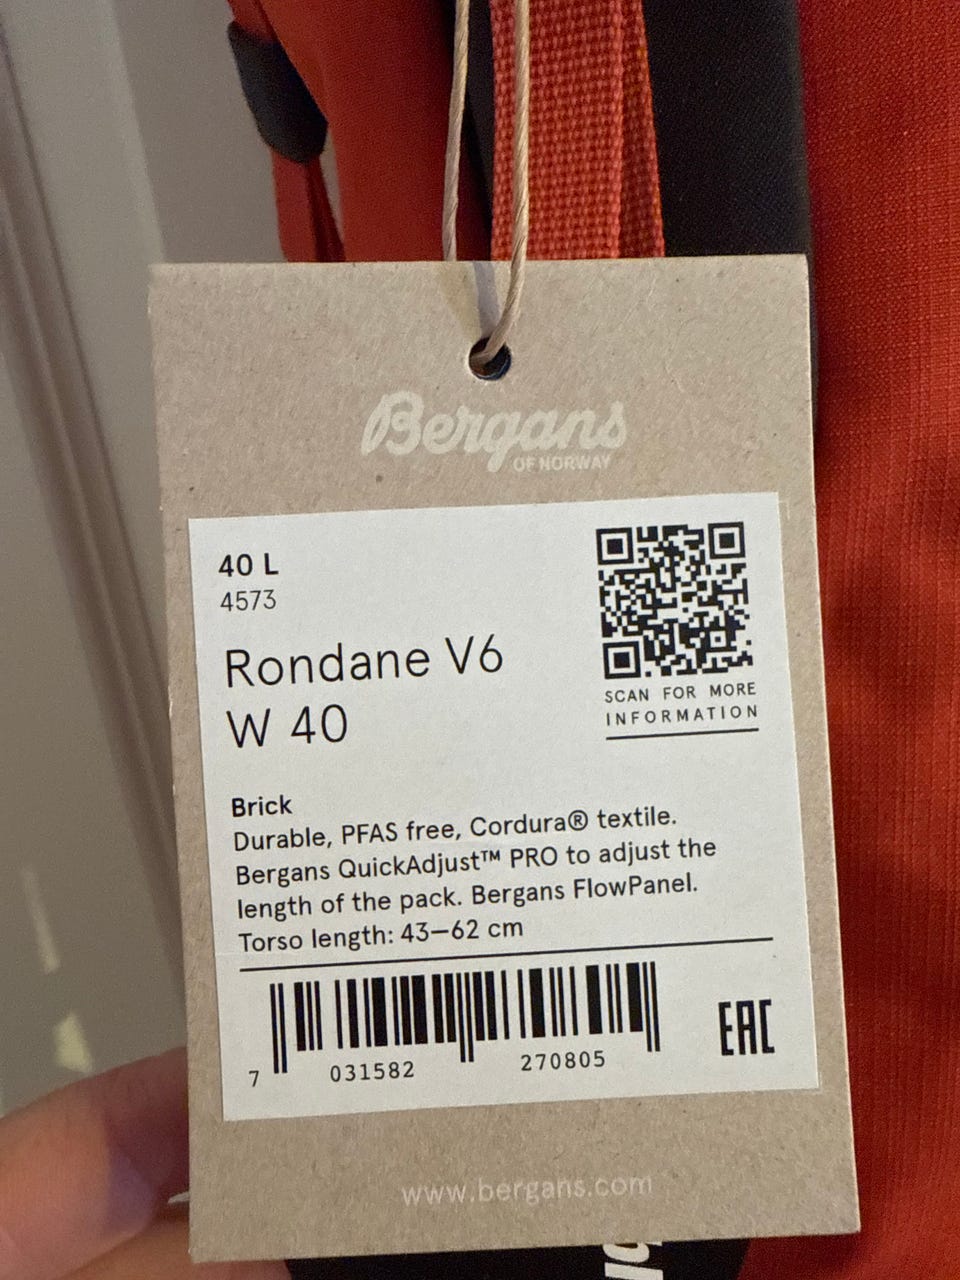 Bergans
OF NORWAY
40 L
4573
Rondane V6
W 40
SCAN FOR MORE
INFORMATION
Brick
Durable, PFAS free, Cordura® textile.
Bergans QuickAdjust™ PRO to adjust the
length of the pack. Bergans FlowPanel.
Torso length: 43–62 cm
7 031582 270805
EAC
www.bergans.com